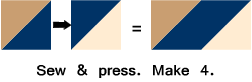 =
Sew & press. Make 4.